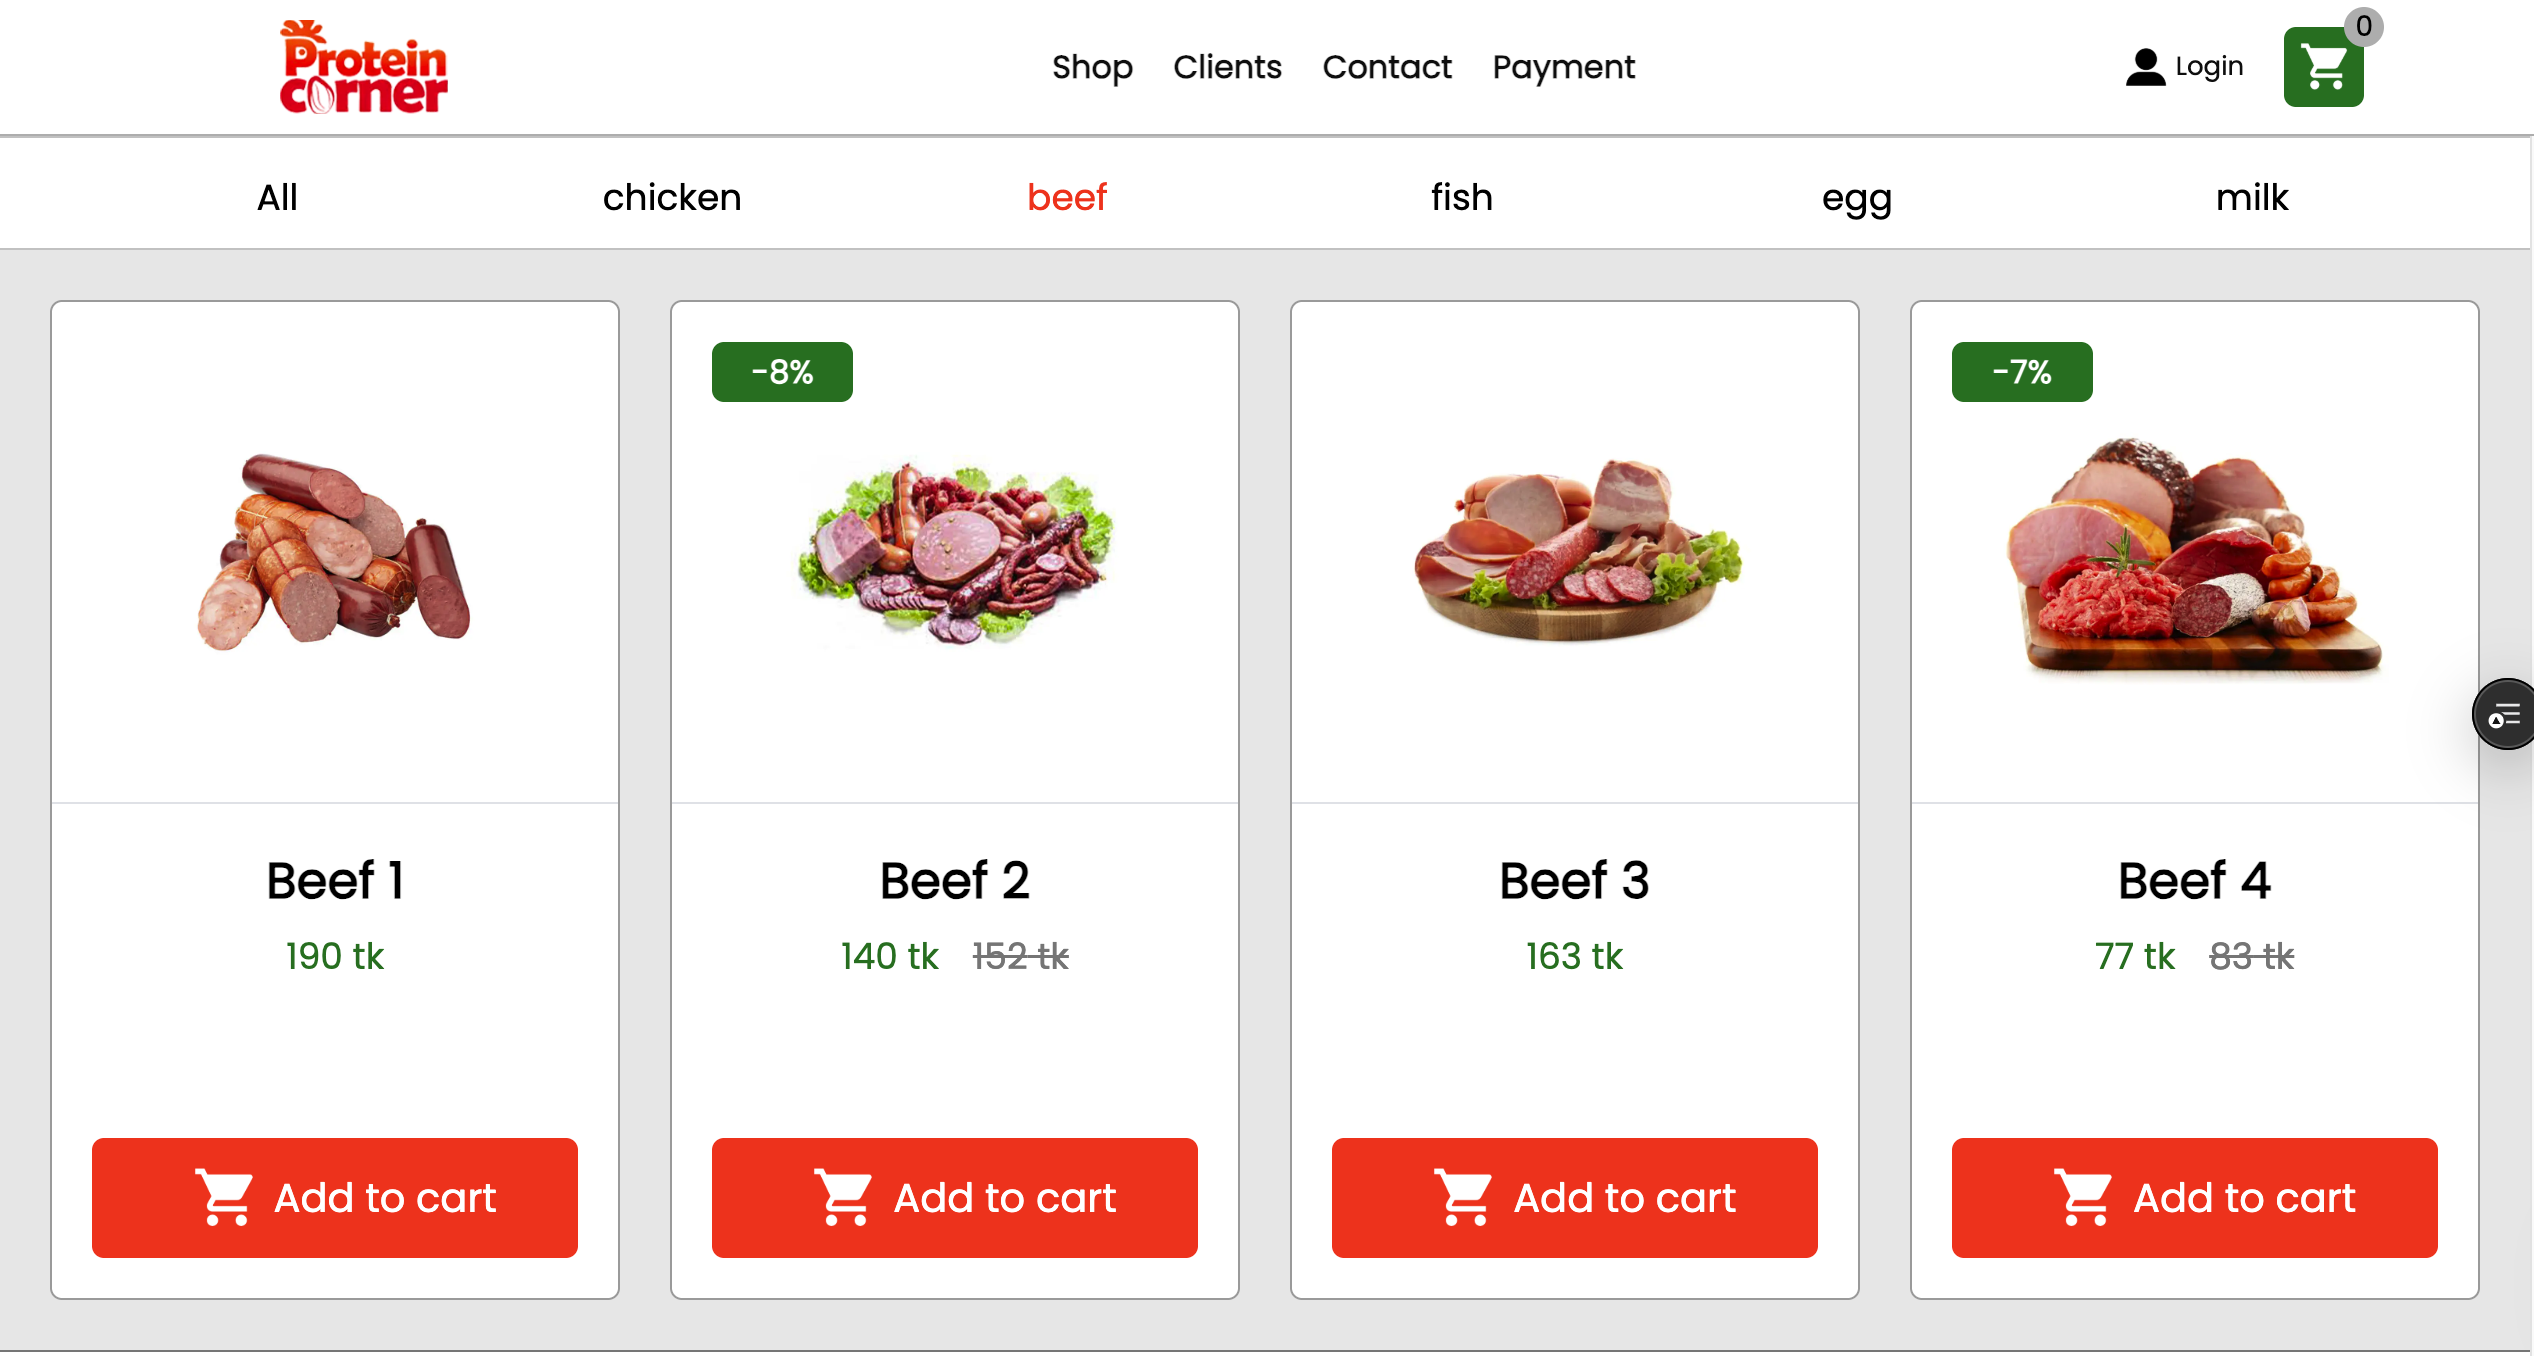 Protein
corner
Shop Clients Contact Payment
Login
0
All chicken beef fish egg milk
-8%
-7%
Beef 1
190 tk
Beef 2
140 tk 152 tk
Beef 3
163 tk
Beef 4
77 tk 83 tk
Add to cart
Add to cart
Add to cart
Add to cart